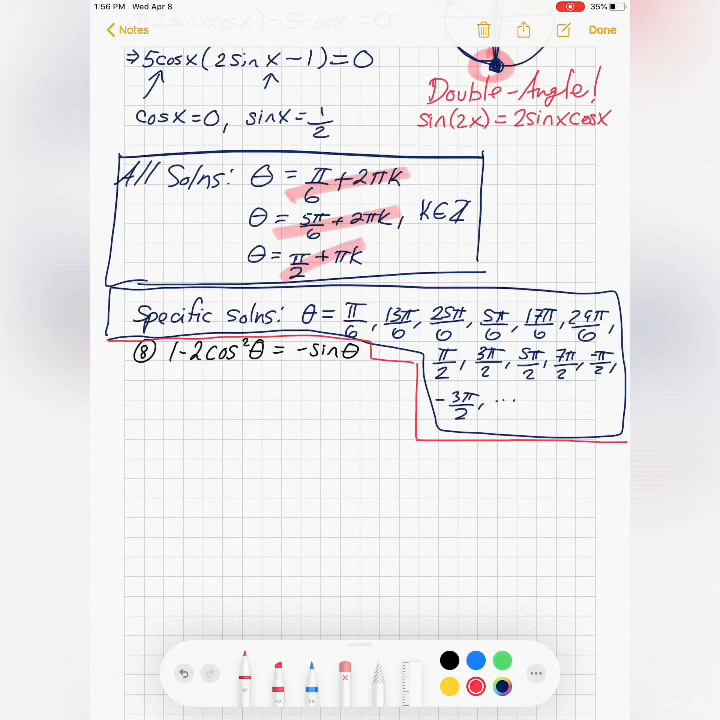 1:56 PM Wed Apr 8
35%
Notes
Done
⇒ 5cosx(2sinx-1)=0
cosx=0, sinx=1/2
Double-Angle!
sin(2x)=2sinxcosx
All Solns: θ = π/6 + 2πk
θ = 5π/6 + 2πk, k∈ℤ
θ = π/2 + πk
Specific solns: θ = π/6, 13π/6, 25π/6, 5π/6, 17π/6, 29π/6,
π/2, 3π/2, 5π/2, 7π/2, -π/2,
-3π/2, ...
⑧ 1-2cos²θ = -sinθ